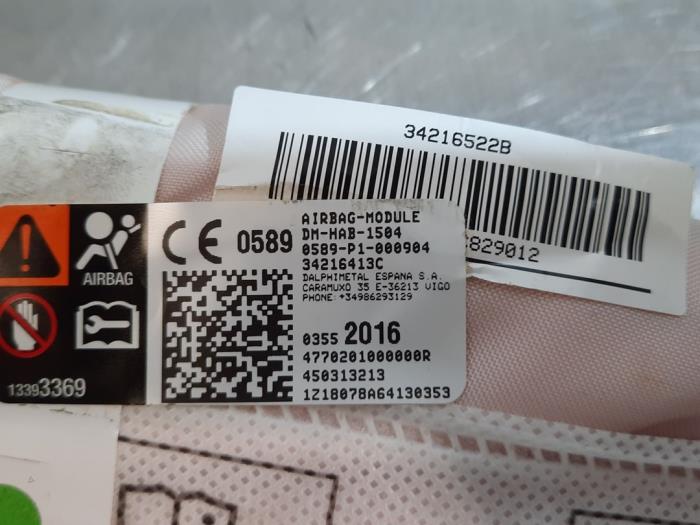 34216522B
829012
AIRBAG-MODULE
DM-HAB-1504
0589-P1-000904
34216413C
DALPHIMETAL ESPANA S.A.
CARAMUXO 35 E-36213 VIGO
PHONE: +34986293129
CE 0589
AIRBAG
0355 2016
4770201000000R
450313213
1Z18078A64130353
13393369